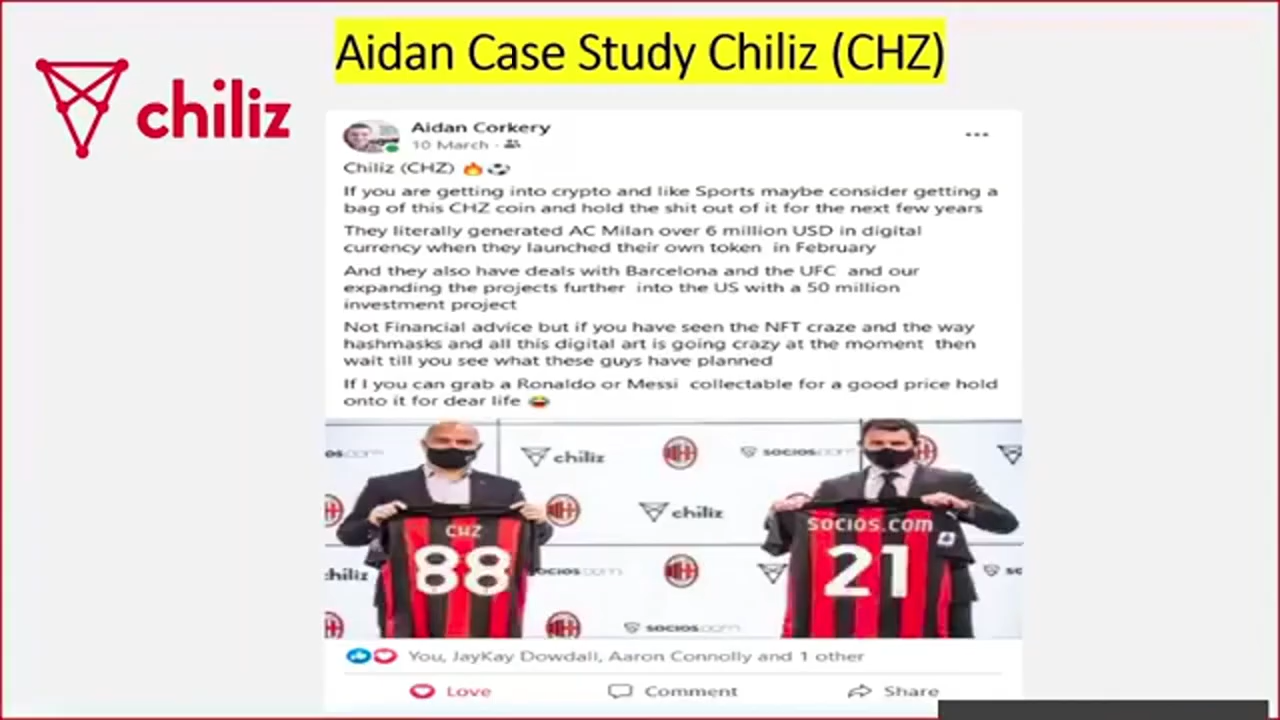 Aidan Case Study Chiliz (CHZ)
chiliz
Aidan Corkery
10 March ·
Chiliz (CHZ) 🔥⚽
If you are getting into crypto and like Sports maybe consider getting a
bag of this CHZ coin and hold the shit out of it for the next few years
They literally generated AC Milan over 6 million USD in digital
currency when they launched their own token in February
And they also have deals with Barcelona and the UFC and our
expanding the projects further into the US with a 50 million
investment project
Not Financial advice but if you have seen the NFT craze and the way
hashmasks and all this digital art is going crazy at the moment then
wait till you see what these guys have planned
If I you can grab a Ronaldo or Messi collectable for a good price hold
onto it for dear life 😂
chiliz
socios.com
chiliz
CHZ
88
socios.com
21
socios.com
You, JayKay Dowdall, Aaron Connolly and 1 other
Love
Comment
Share